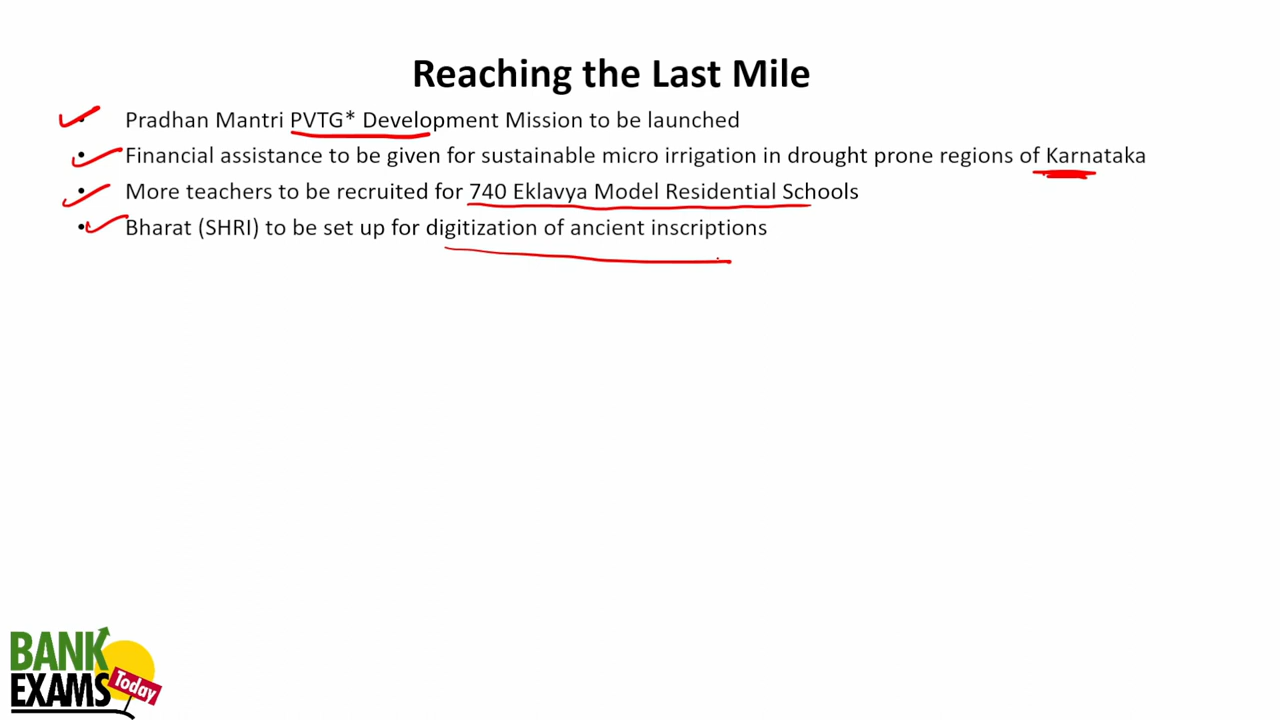 Reaching the Last Mile
• Pradhan Mantri PVTG* Development Mission to be launched
• Financial assistance to be given for sustainable micro irrigation in drought prone regions of Karnataka
• More teachers to be recruited for 740 Eklavya Model Residential Schools
• Bharat (SHRI) to be set up for digitization of ancient inscriptions
BANK
EXAMS
Today